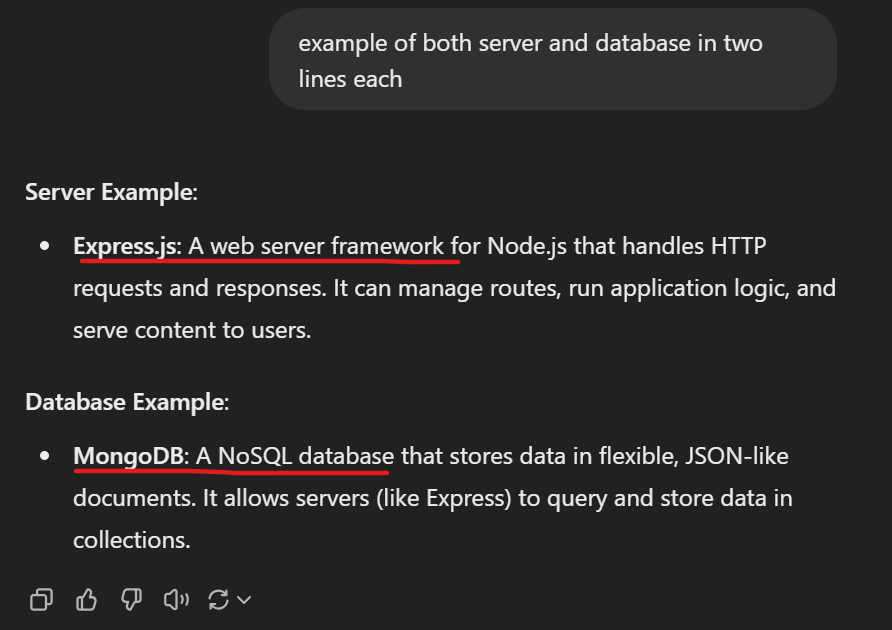 example of both server and database in two
lines each
Server Example:
Express.js: A web server framework for Node.js that handles HTTP
requests and responses. It can manage routes, run application logic, and
serve content to users.
Database Example:
MongoDB: A NoSQL database that stores data in flexible, JSON-like
documents. It allows servers (like Express) to query and store data in
collections.